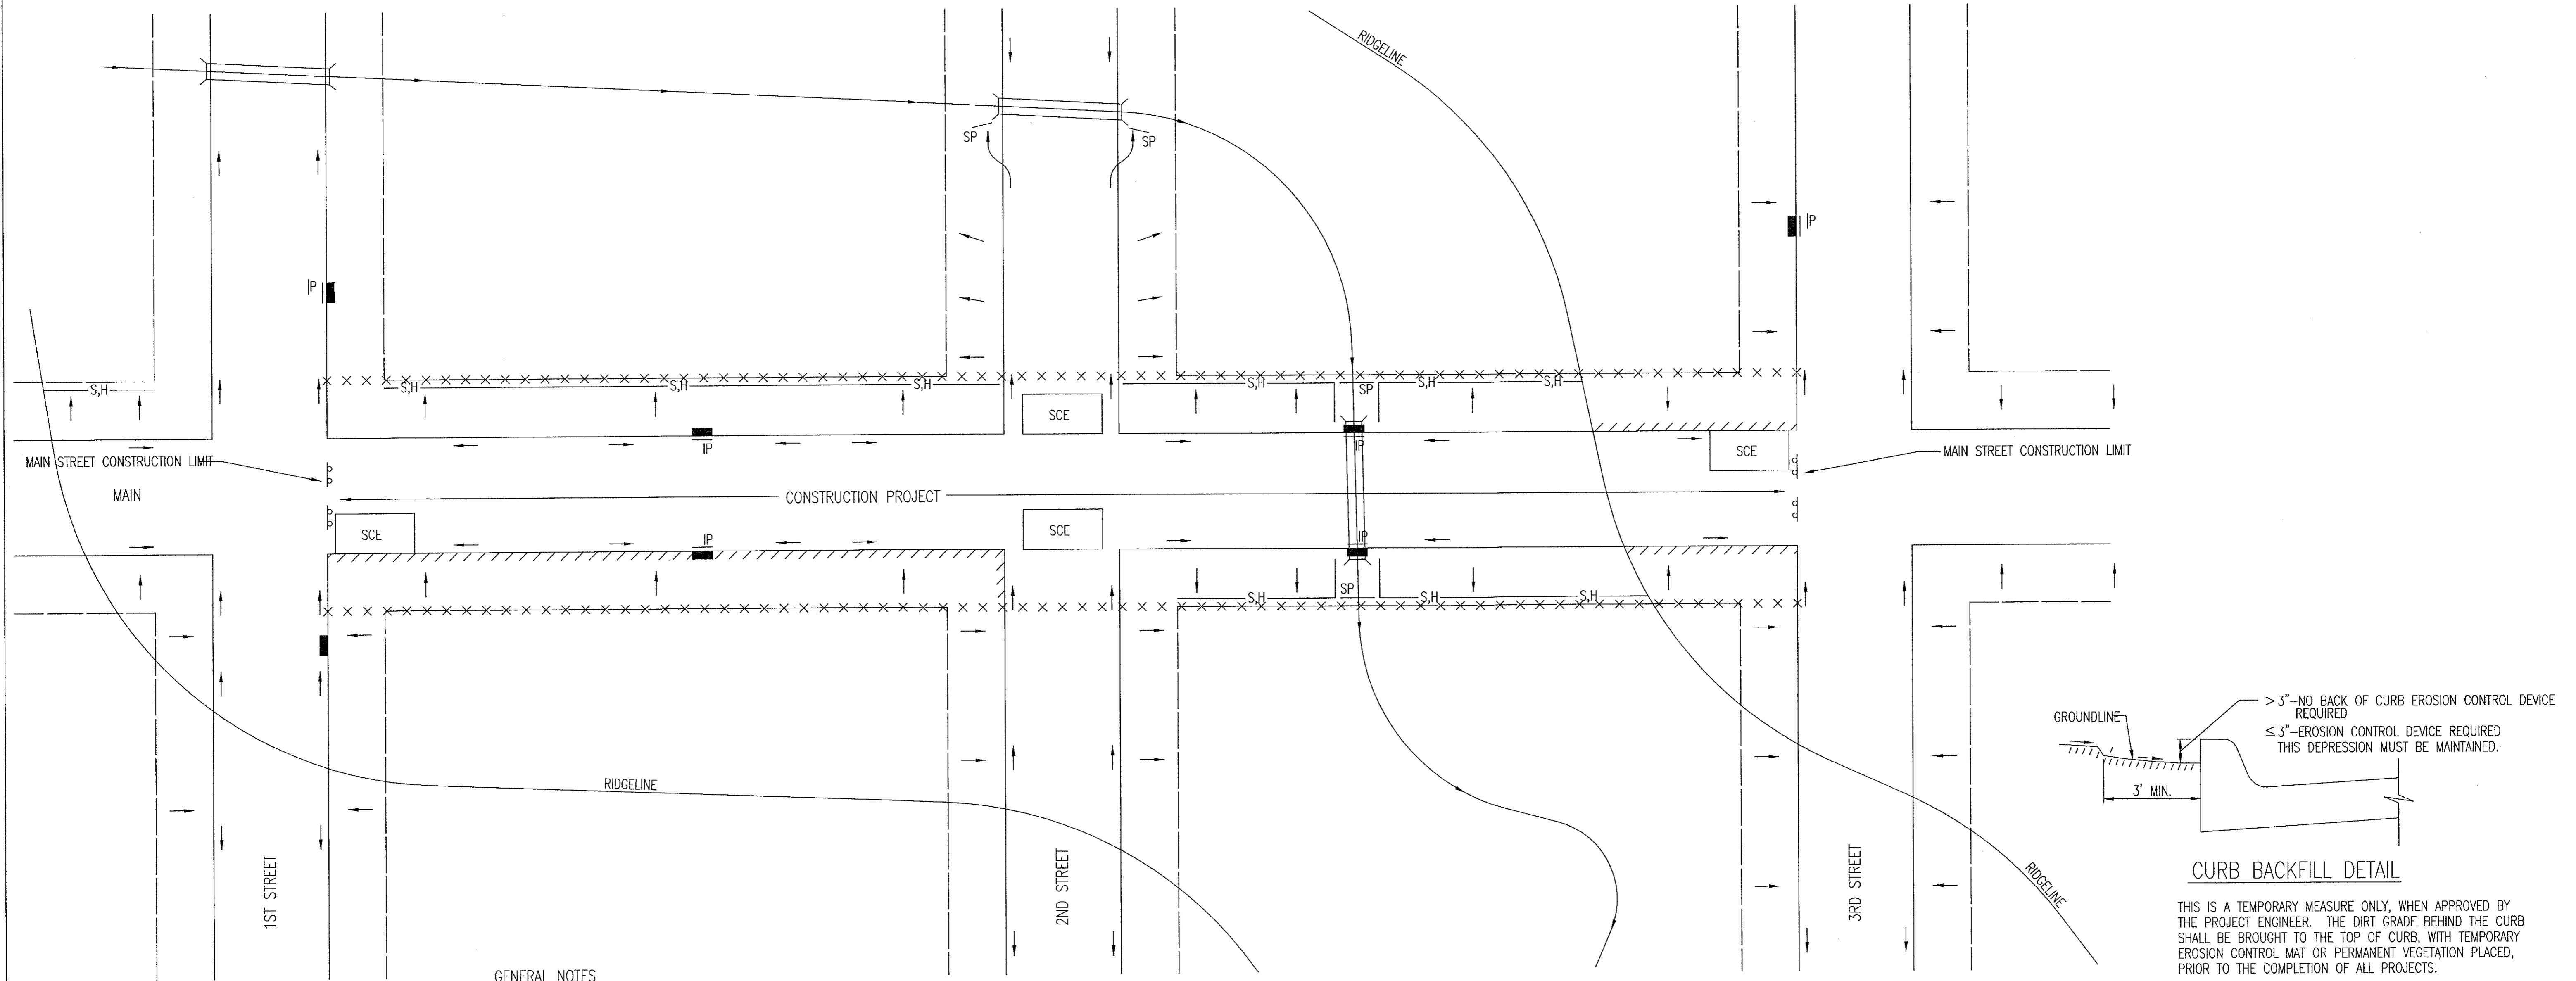 RIDGELINE
SP
SP
IP
IP
S,H
S,H
S,H
S,H
S,H
SP
S,H
S,H
SCE
SCE
MAIN STREET CONSTRUCTION LIMIT
IP
IP
MAIN STREET CONSTRUCTION LIMIT
MAIN
CONSTRUCTION PROJECT
SCE
SCE
IP
IP
S,H
SP
S,H
S,H
RIDGELINE
1ST STREET
2ND STREET
3RD STREET
RIDGELINE
GENERAL NOTES
GROUNDLINE
>3"-NO BACK OF CURB EROSION CONTROL DEVICE
REQUIRED
≤3"-EROSION CONTROL DEVICE REQUIRED
THIS DEPRESSION MUST BE MAINTAINED.
3' MIN.
CURB BACKFILL DETAIL
THIS IS A TEMPORARY MEASURE ONLY, WHEN APPROVED BY
THE PROJECT ENGINEER. THE DIRT GRADE BEHIND THE CURB
SHALL BE BROUGHT TO THE TOP OF CURB, WITH TEMPORARY
EROSION CONTROL MAT OR PERMANENT VEGETATION PLACED,
PRIOR TO THE COMPLETION OF ALL PROJECTS.